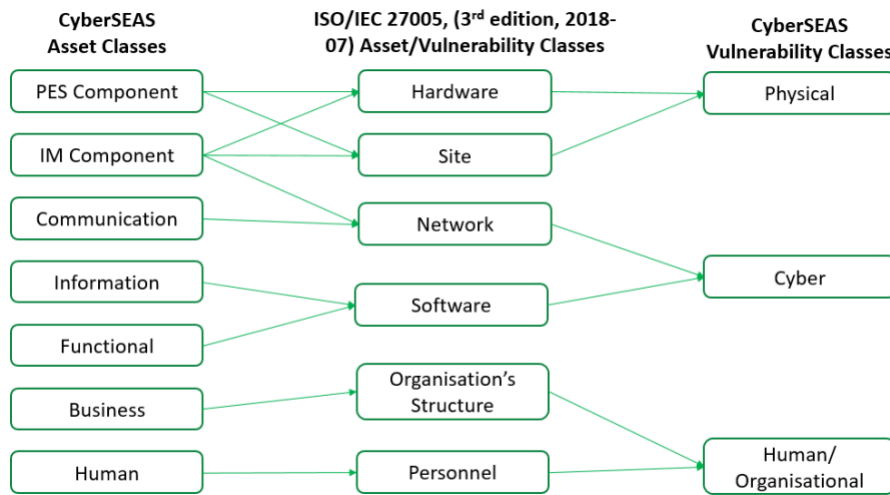 CyberSEAS
Asset Classes
ISO/IEC 27005, (3rd edition, 2018-
07) Asset/Vulnerability Classes
CyberSEAS
Vulnerability Classes
PES Component
Hardware
Physical
IM Component
Site
Communication
Network
Information
Software
Cyber
Functional
Business
Organisation's
Structure
Human
Personnel
Human/
Organisational